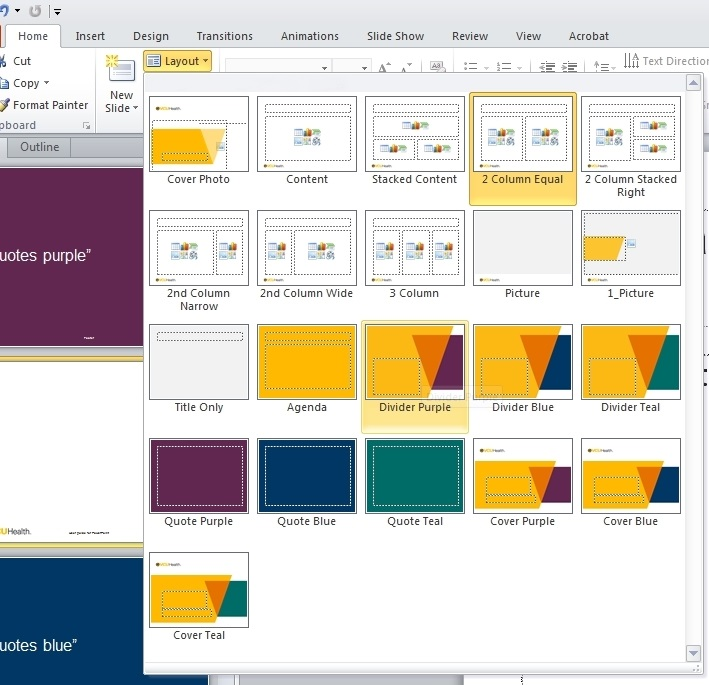 Home Insert Design Transitions Animations Slide Show Review View Acrobat
Cut
Copy
Format Painter
pboard
New
Slide
Layout
Text Direction
Outline
uotes purple”
Health.
uotes blue”
Cover Photo
Content
Stacked Content
2 Column Equal
2 Column Stacked
Right
2nd Column
Narrow
2nd Column Wide
3 Column
Picture
1_Picture
Title Only
Agenda
Divider Purple
Divider Blue
Divider Teal
Quote Purple
Quote Blue
Quote Teal
Cover Purple
Cover Blue
Cover Teal